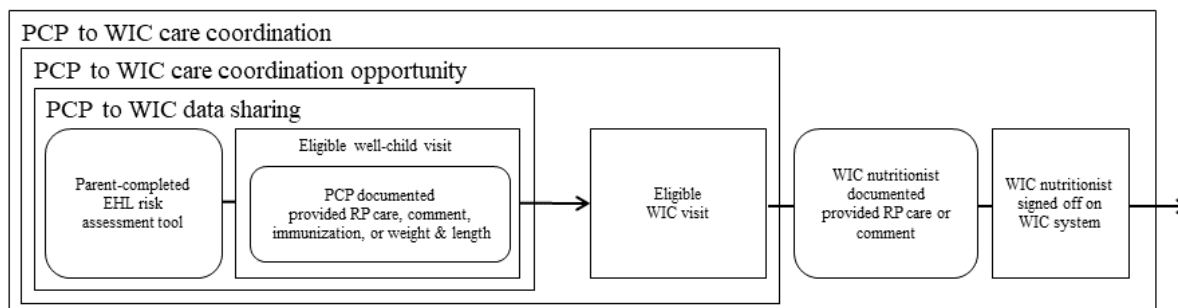 PCP to WIC care coordination
PCP to WIC care coordination opportunity
PCP to WIC data sharing
Parent-completed
EHL risk
assessment tool
Eligible well-child visit
PCP documented
provided RP care, comment,
immunization, or weight & length
Eligible
WIC visit
WIC nutritionist
documented
provided RP care or
comment
WIC nutritionist
signed off on
WIC system